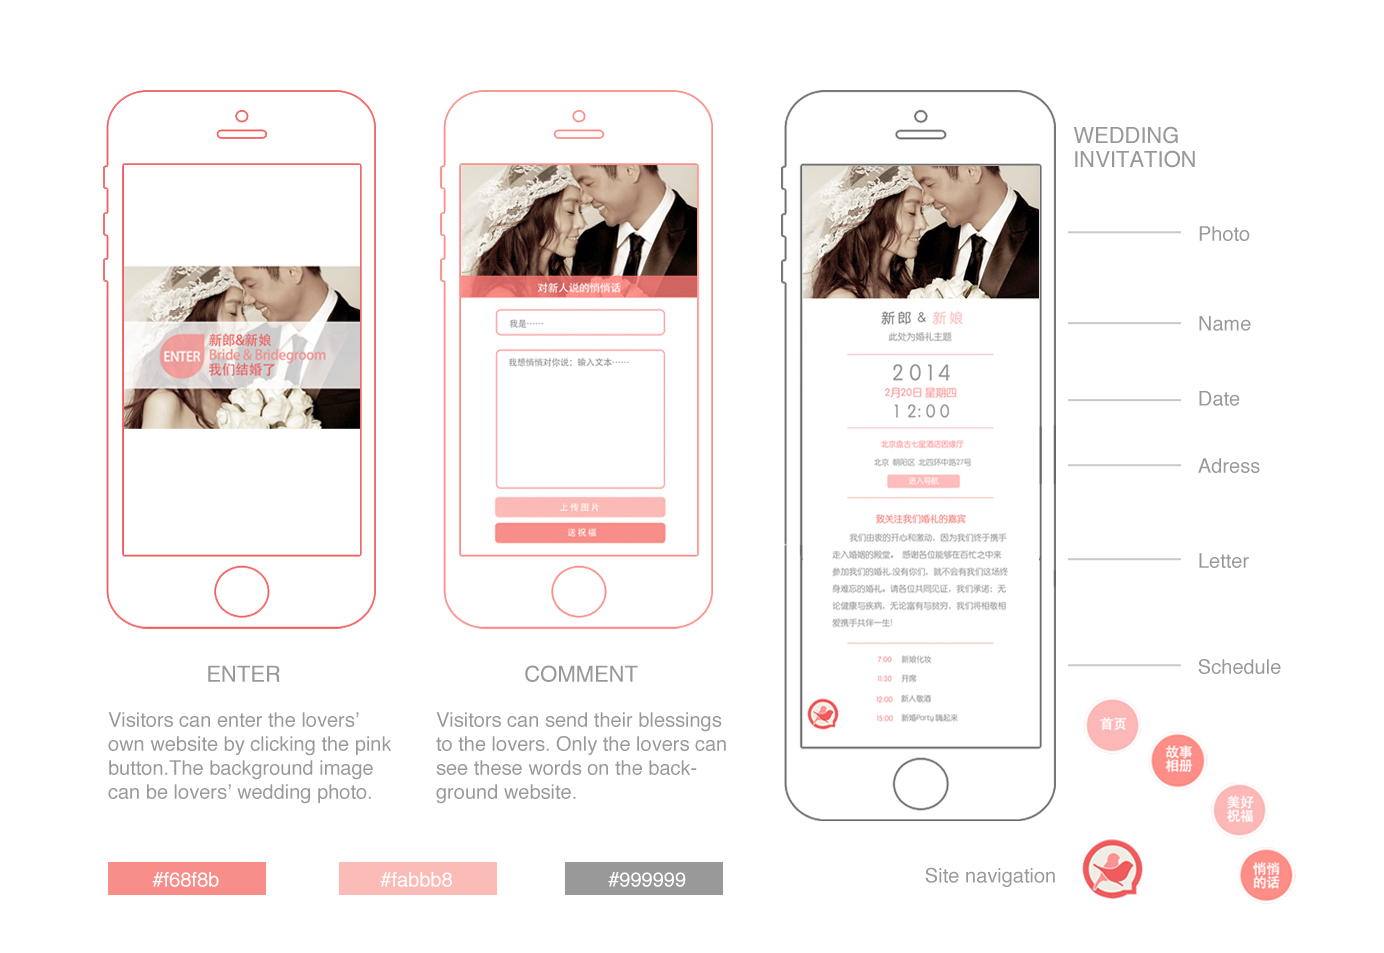 新郎&新娘
ENTER
Bride & Bridegroom
我们结婚了
ENTER
Visitors can enter the lovers'
own website by clicking the pink
button.The background image
can be lovers' wedding photo.
对新人说的悄悄话
我是……
我想悄悄对你说：输入文本……
上传图片
送祝福
COMMENT
Visitors can send their blessings
to the lovers. Only the lovers can
see these words on the back-
ground website.
新郎 & 新娘
此处为婚礼主题
2014
2月20日 星期四
12:00
北京盘古七星酒店因缘厅
北京 朝阳区 北四环中路27号
进入导航
致关注我们婚礼的嘉宾
我们由衷的开心和激动，因为我们终于携手
走入婚姻的殿堂。 感谢各位能够在百忙之中来
参加我们的婚礼.没有你们，就不会有我们这场终
身难忘的婚礼。请各位共同见证，我们承诺：无
论健康与疾病，无论富有与贫穷，我们将相敬相
爱携手共伴一生!
7:00 新娘化妆
11:30 开席
12:00 新人敬酒
15:00 新婚Party 嗨起来
WEDDING
INVITATION
Photo
Name
Date
Adress
Letter
Schedule
首页
故事
相册
美好
祝福
悄悄
的话
Site navigation
#f68f8b
#fabbb8
#999999